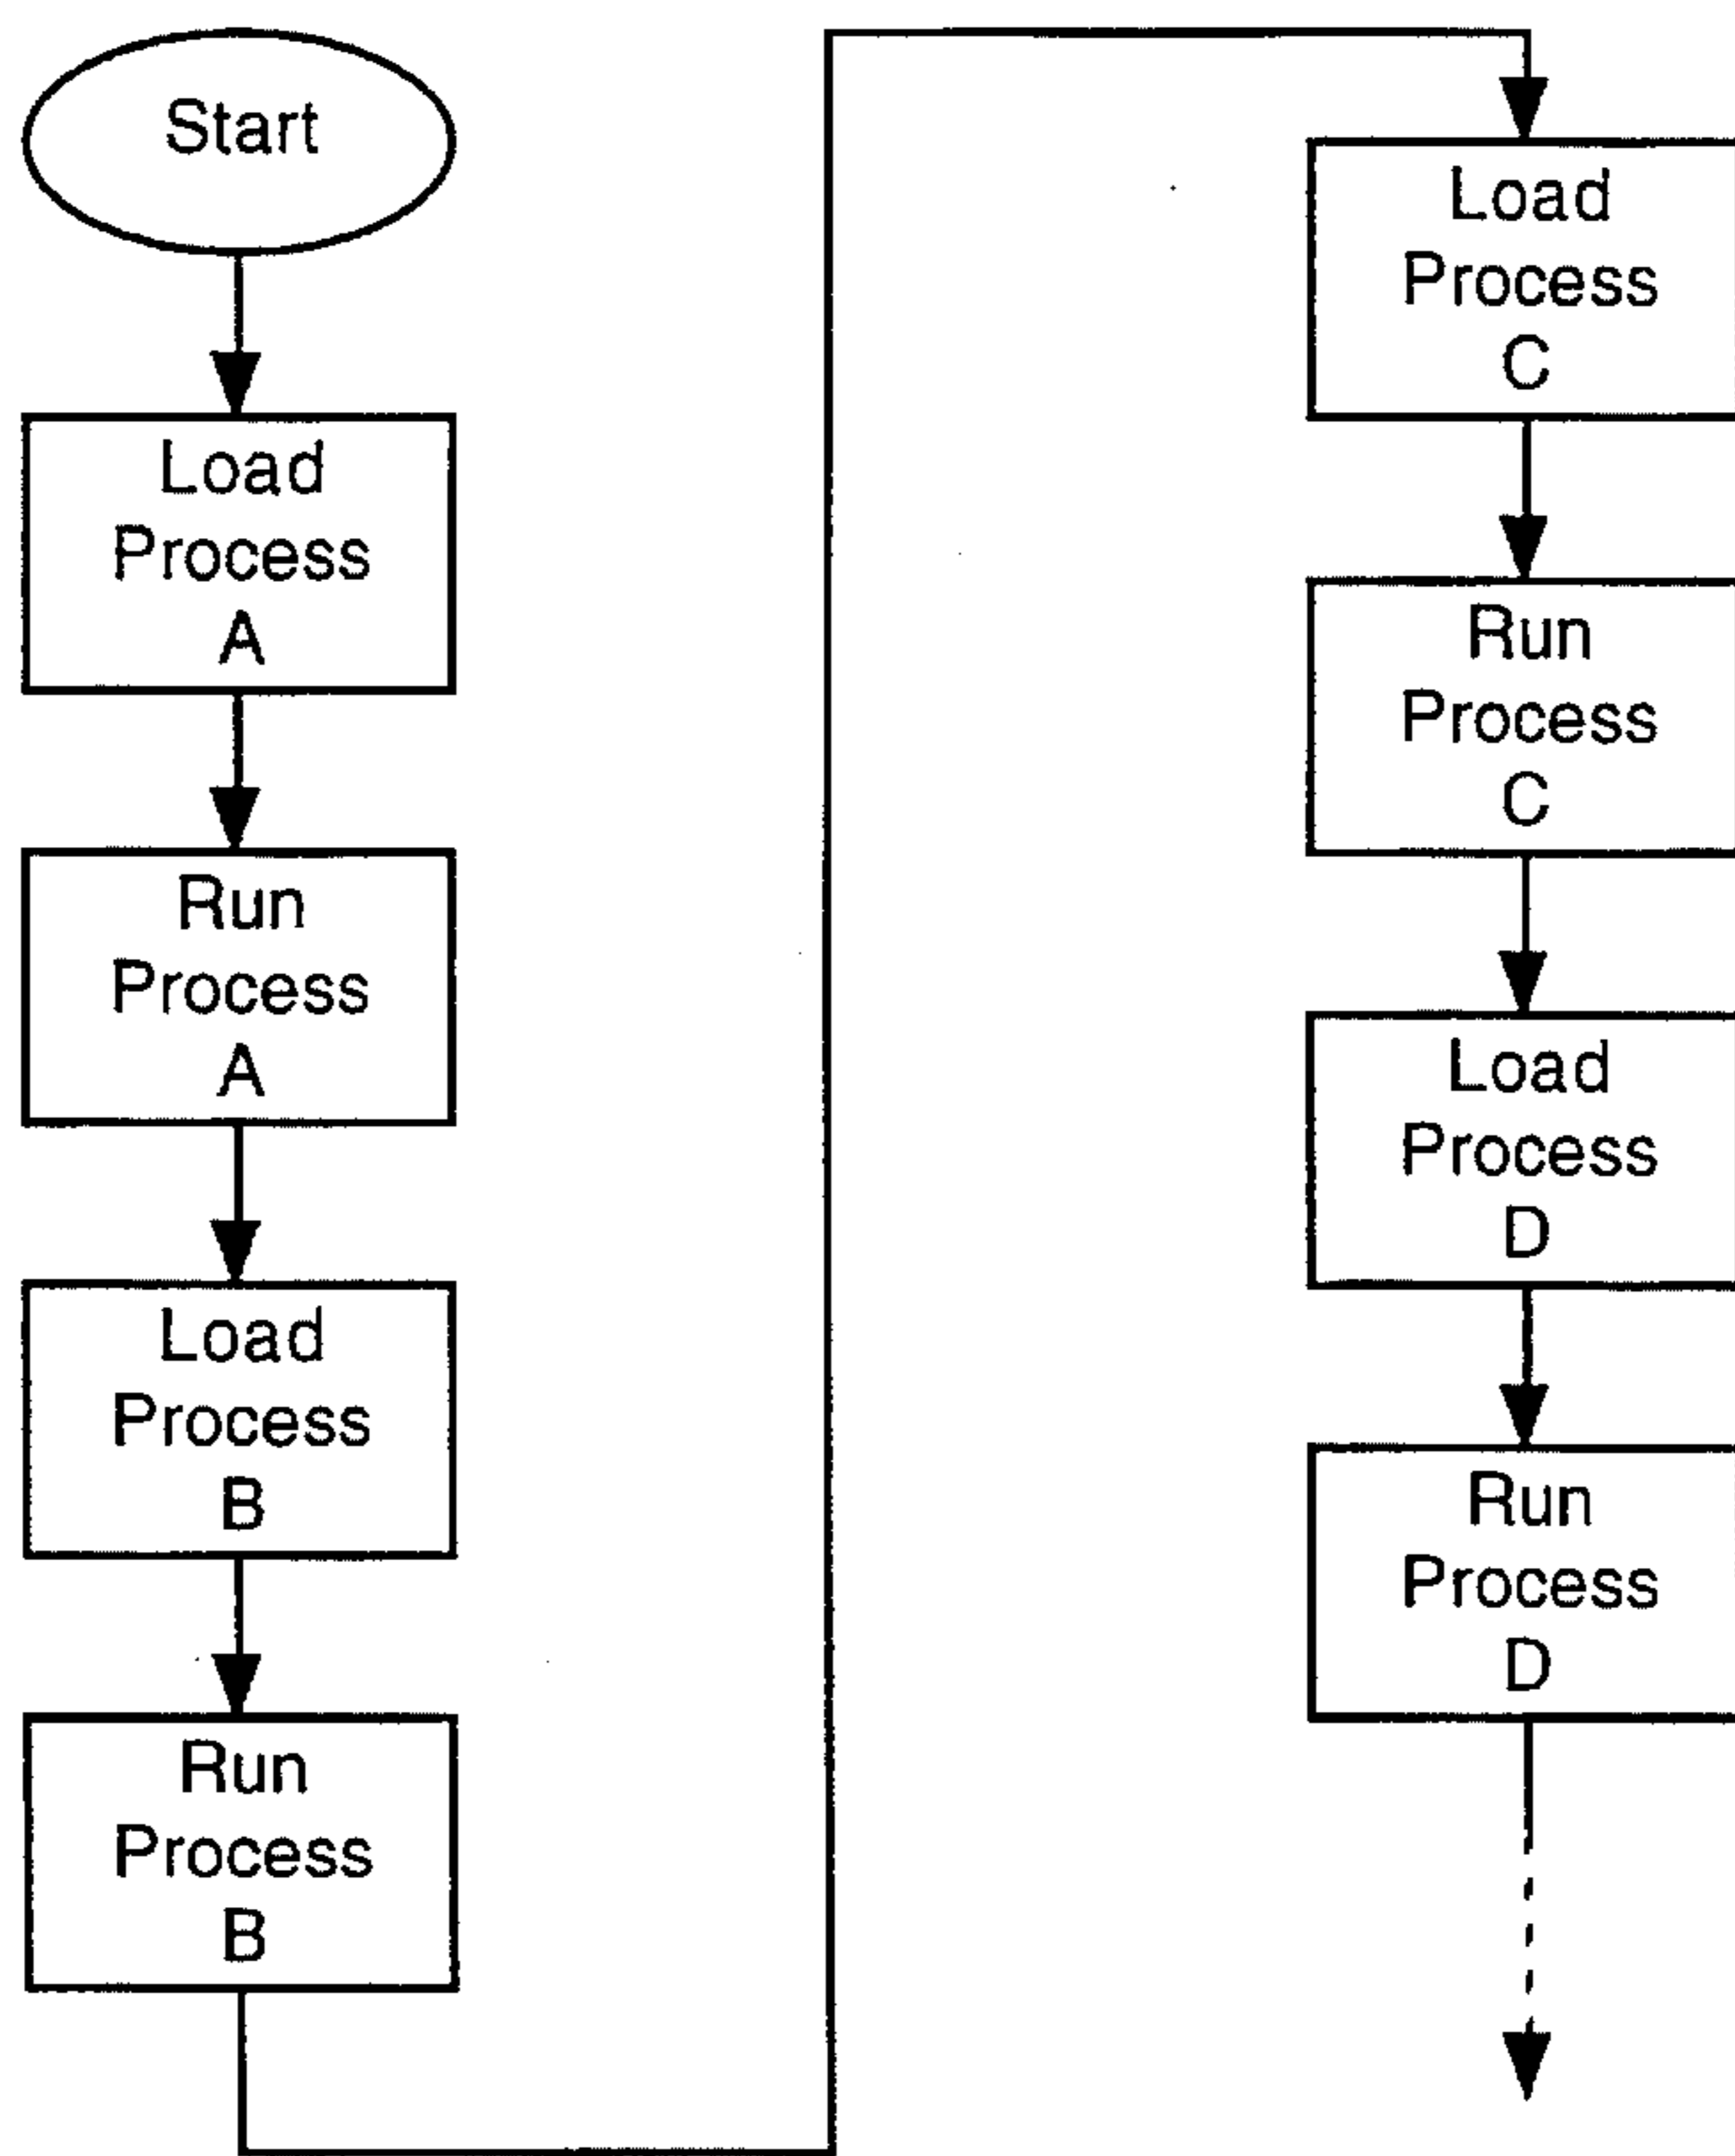 Start
Load
Process
A
Run
Process
A
Load
Process
B
Run
Process
B
Load
Process
C
Run
Process
C
Load
Process
D
Run
Process
D